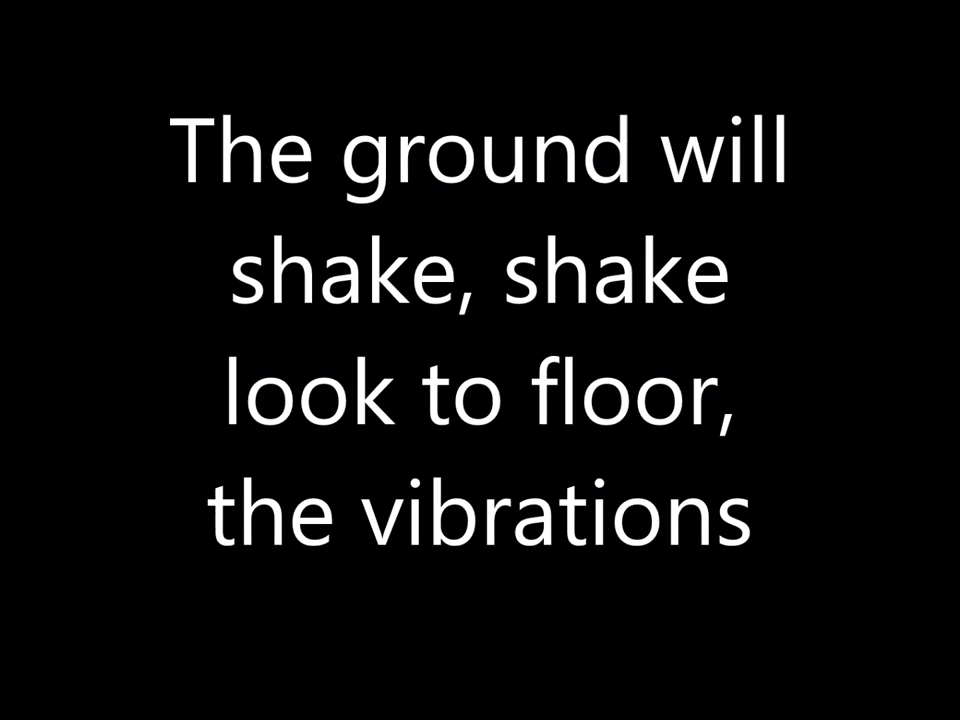 The ground will
shake, shake
look to floor,
the vibrations